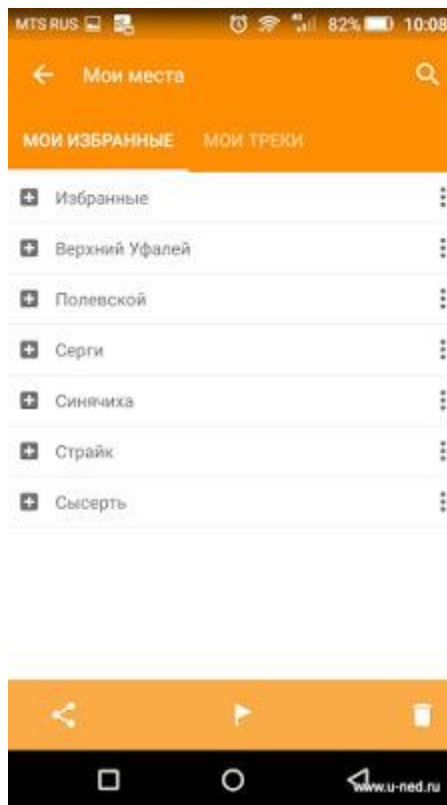 MTS RUS 82% 10:08
Мои места
МОИ ИЗБРАННЫЕ МОИ ТРЕКИ
Избранные
Верхний Уфалей
Полевской
Серги
Синячиха
Страйк
Сысерть
www.u-ned.ru